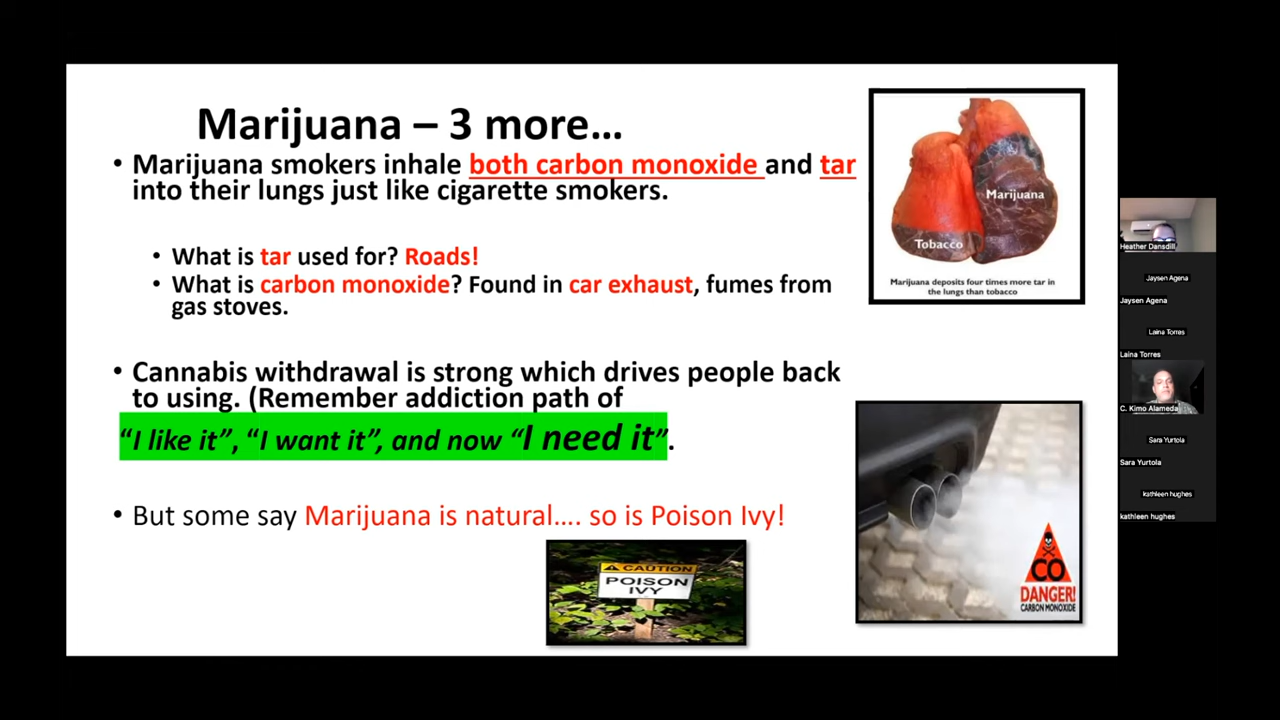 Marijuana – 3 more...
• Marijuana smokers inhale both carbon monoxide and tar
into their lungs just like cigarette smokers.
• What is tar used for? Roads!
• What is carbon monoxide? Found in car exhaust, fumes from
gas stoves.
• Cannabis withdrawal is strong which drives people back
to using. (Remember addiction path of
“I like it”, “I want it”, and now “I need it”.
• But some say Marijuana is natural…. so is Poison Ivy!
Marijuana
Tobacco
Marijuana deposits four times more tar in
the lungs than tobacco
CAUTION
POISON
IVY
CO
DANGER!
CARBON MONOXIDE
Heather Dansdill
Jaysen Agena
Jaysen Agena
Laina Torres
Laina Torres
C. Kimo Alameda
Sara Yurtola
Sara Yurtola
kathleen hughes
kathleen hughes